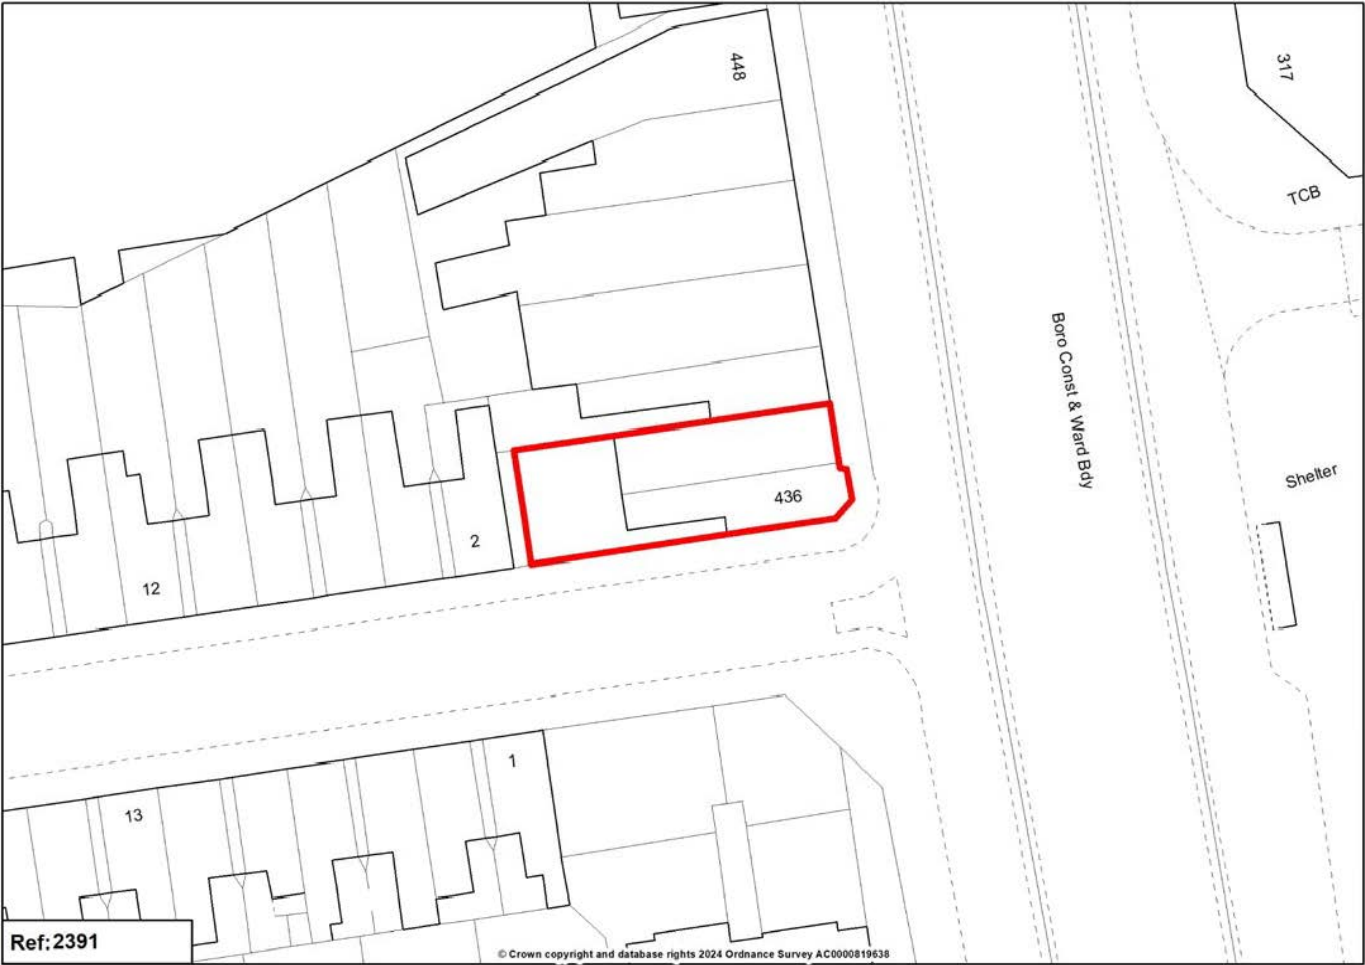 448
317
TCB
Boro Const & Ward Bdy
Shelter
436
2
12
1
13
Ref:2391
© Crown copyright and database rights 2024 Ordnance Survey AC0000819638